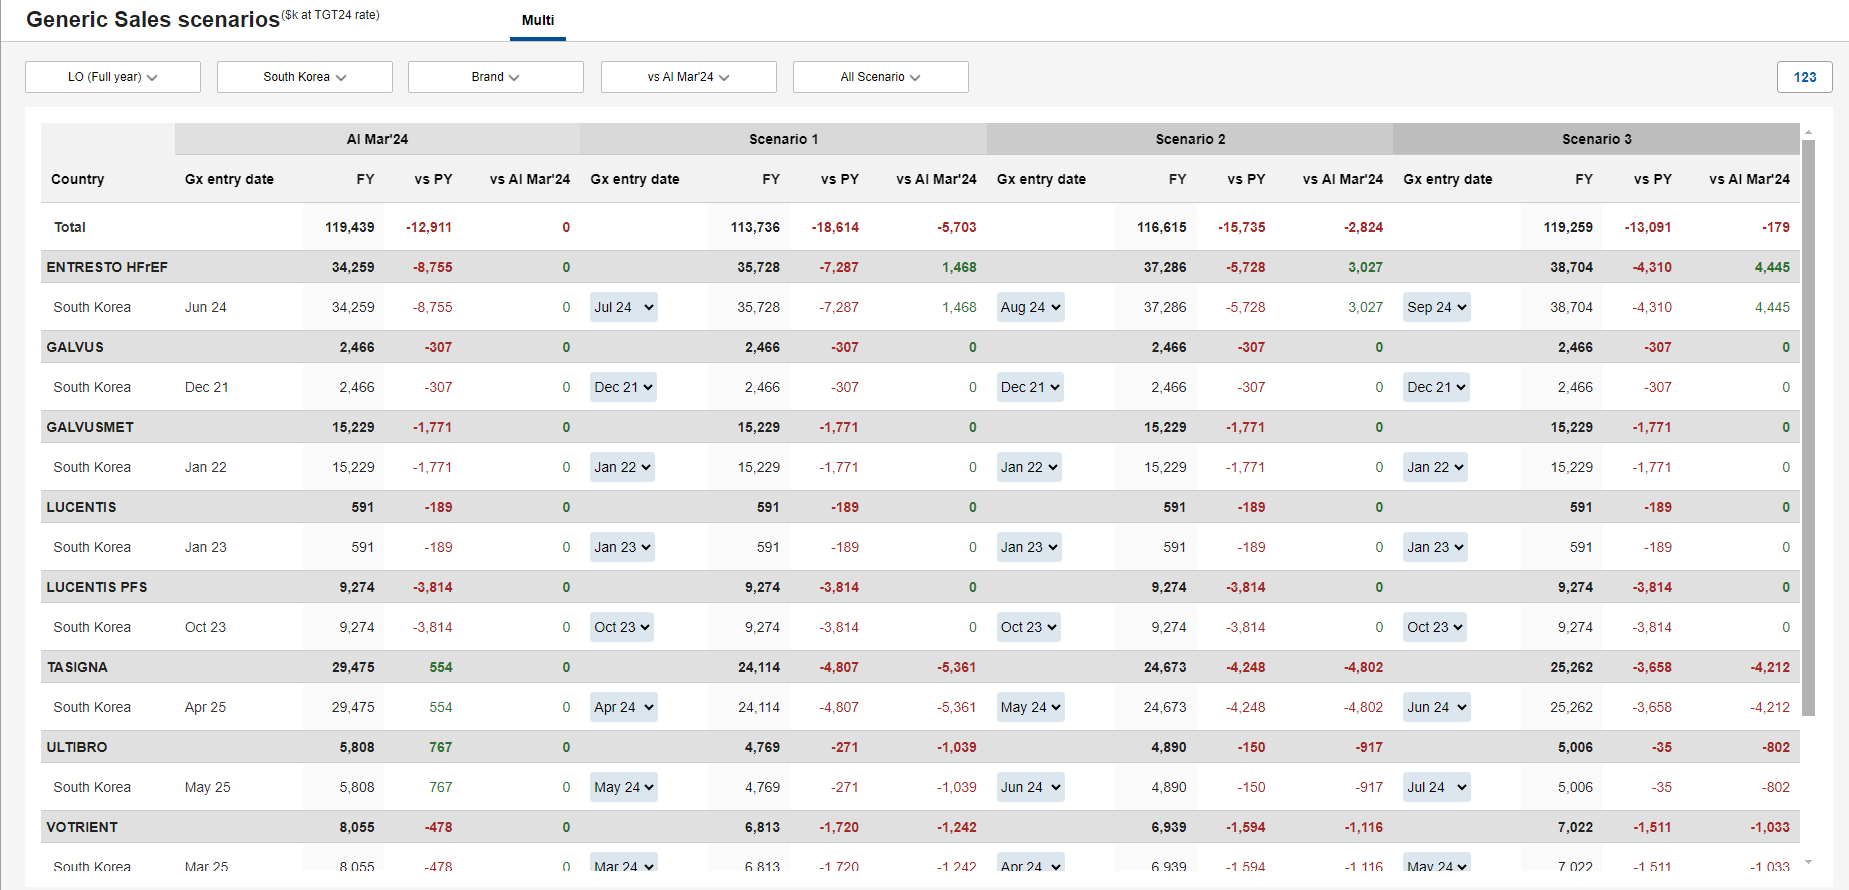 Generic Sales scenarios ($k at TGT24 rate) Multi
LO (Full year) South Korea Brand vs AI Mar'24 All Scenario 123
AI Mar'24 Scenario 1 Scenario 2 Scenario 3
Country Gx entry date FY vs PY vs AI Mar'24 Gx entry date FY vs PY vs AI Mar'24 Gx entry date FY vs PY vs AI Mar'24 Gx entry date FY vs PY vs AI Mar'24
Total 119,439 -12,911 0 113,736 -18,614 -5,703 116,615 -15,735 -2,824 119,259 -13,091 -179
ENTRESTO HFrEF 34,259 -8,755 0 35,728 -7,287 1,468 37,286 -5,728 3,027 38,704 -4,310 4,445
South Korea Jun 24 34,259 -8,755 0 Jul 24 35,728 -7,287 1,468 Aug 24 37,286 -5,728 3,027 Sep 24 38,704 -4,310 4,445
GALVUS 2,466 -307 0 2,466 -307 0 2,466 -307 0 2,466 -307 0
South Korea Dec 21 2,466 -307 0 Dec 21 2,466 -307 0 Dec 21 2,466 -307 0 Dec 21 2,466 -307 0
GALVUSMET 15,229 -1,771 0 15,229 -1,771 0 15,229 -1,771 0 15,229 -1,771 0
South Korea Jan 22 15,229 -1,771 0 Jan 22 15,229 -1,771 0 Jan 22 15,229 -1,771 0 Jan 22 15,229 -1,771 0
LUCENTIS 591 -189 0 591 -189 0 591 -189 0 591 -189 0
South Korea Jan 23 591 -189 0 Jan 23 591 -189 0 Jan 23 591 -189 0 Jan 23 591 -189 0
LUCENTIS PFS 9,274 -3,814 0 9,274 -3,814 0 9,274 -3,814 0 9,274 -3,814 0
South Korea Oct 23 9,274 -3,814 0 Oct 23 9,274 -3,814 0 Oct 23 9,274 -3,814 0 Oct 23 9,274 -3,814 0
TASIGNA 29,475 554 0 24,114 -4,807 -5,361 24,673 -4,248 -4,802 25,262 -3,658 -4,212
South Korea Apr 25 29,475 554 0 Apr 24 24,114 -4,807 -5,361 May 24 24,673 -4,248 -4,802 Jun 24 25,262 -3,658 -4,212
ULTIBRO 5,808 767 0 4,769 -271 -1,039 4,890 -150 -917 5,006 -35 -802
South Korea May 25 5,808 767 0 May 24 4,769 -271 -1,039 Jun 24 4,890 -150 -917 Jul 24 5,006 -35 -802
VOTRIENT 8,055 -478 0 6,813 -1,720 -1,242 6,939 -1,594 -1,116 7,022 -1,511 -1,033
South Korea Mar 25 8,055 -478 0 Mar 24 6,813 -1,720 -1,242 Apr 24 6,939 -1,594 -1,116 May 24 7,022 -1,511 -1,033